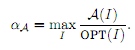 α_𝒜 = max_I 𝒜(I) / OPT(I).